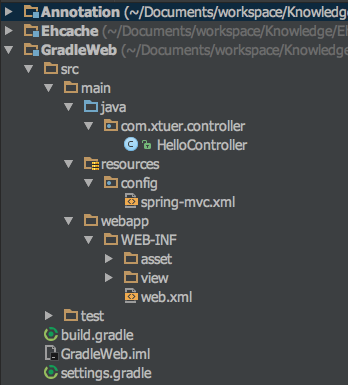 Annotation (~/Documents/workspace/Knowledge/
Ehcache (~/Documents/workspace/Knowledge/E
GradleWeb (~/Documents/workspace/Knowledg
src
main
java
com.xtuer.controller
HelloController
resources
config
spring-mvc.xml
webapp
WEB-INF
asset
view
web.xml
test
build.gradle
GradleWeb.iml
settings.gradle